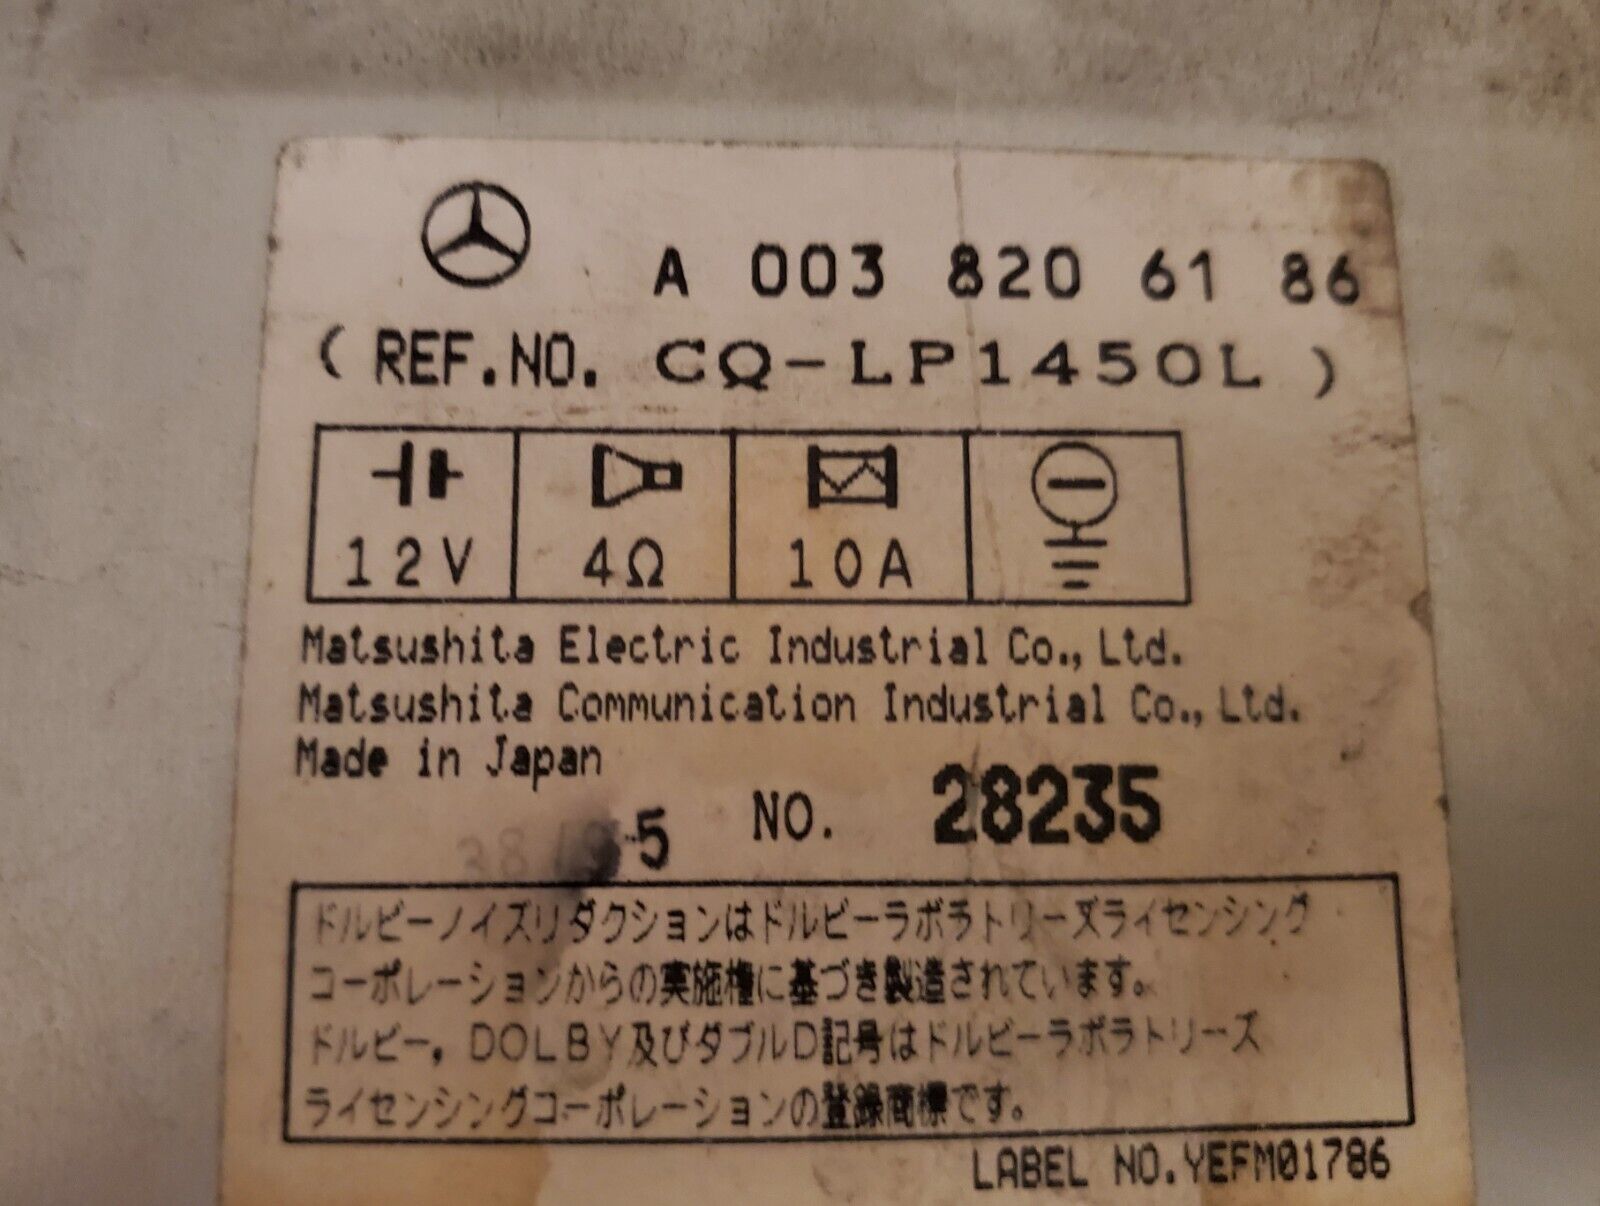 A 003 820 61 86
( REF.NO. CQ-LP1450L )
12V 4Ω 10A
Matsushita Electric Industrial Co., Ltd.
Matsushita Communication Industrial Co., Ltd.
Made in Japan
5 NO. 28235
ドルビーノイズリダクションはドルビーラボラトリーズライセンシング
コーポレーションからの実施権に基づき製造されています。
ドルビー, DOLBY及びダブルD記号はドルビーラボラトリーズ
ライセンシングコーポレーションの登録商標です。
LABEL NO.YEFM01786